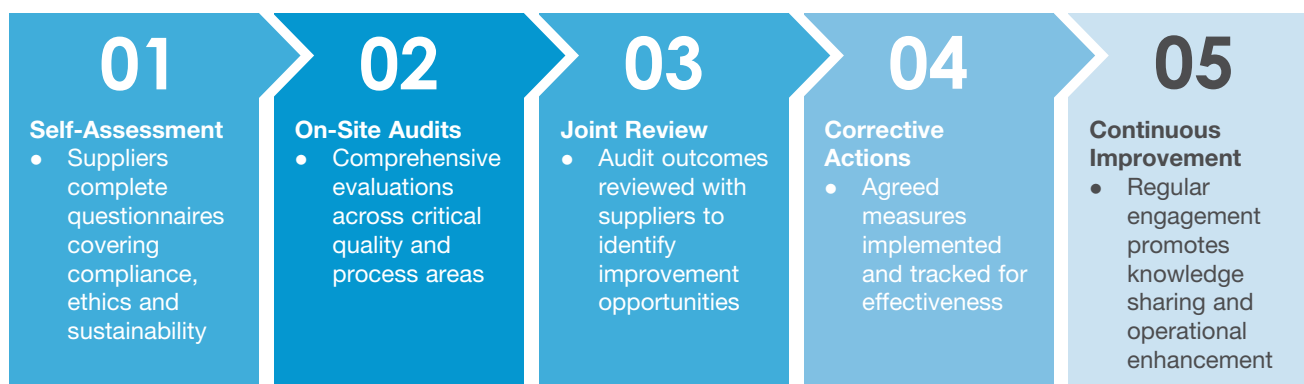 01
Self-Assessment
● Suppliers
complete
questionnaires
covering
compliance,
ethics and
sustainability
02
On-Site Audits
● Comprehensive
evaluations
across critical
quality and
process areas
03
Joint Review
● Audit outcomes
reviewed with
suppliers to
identify
improvement
opportunities
04
Corrective
Actions
● Agreed
measures
implemented
and tracked for
effectiveness
05
Continuous
Improvement
● Regular
engagement
promotes
knowledge
sharing and
operational
enhancement